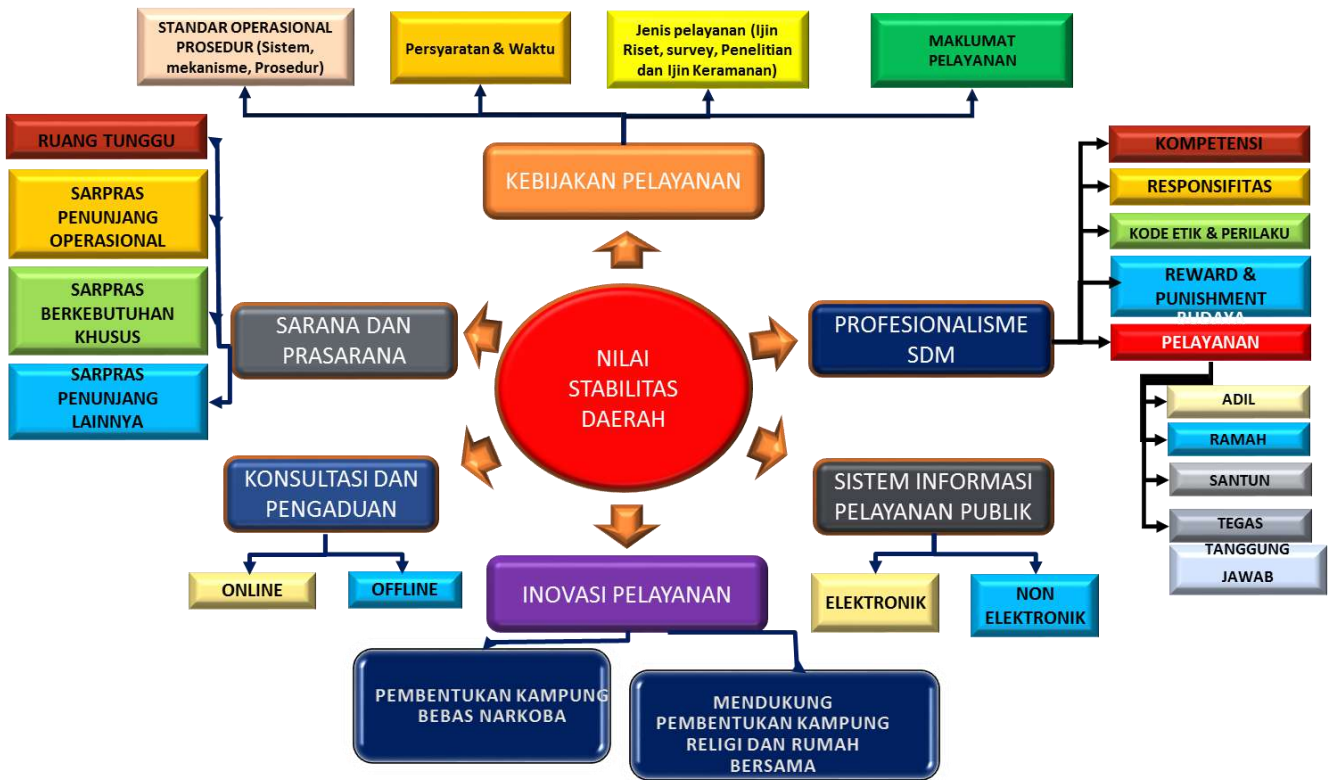 STANDAR OPERASIONAL
PROSEDUR (Sistem,
mekanisme, Prosedur)
Persyaratan & Waktu
Jenis pelayanan (Ijin
Riset, survey, Penelitian
dan Ijin Keramanan)
MAKLUMAT
PELAYANAN
KEBIJAKAN PELAYANAN
RUANG TUNGGU
SARPRAS
PENUNJANG
OPERASIONAL
SARPRAS
BERKEBUTUHAN
KHUSUS
SARPRAS
PENUNJANG
LAINNYA
SARANA DAN
PRASARANA
NILAI
STABILITAS
DAERAH
PROFESIONALISME
SDM
KOMPETENSI
RESPONSIFITAS
KODE ETIK & PERILAKU
REWARD &
PUNISHMENT
BUDAYA
PELAYANAN
ADIL
RAMAH
SANTUN
TEGAS
TANGGUNG
JAWAB
KONSULTASI DAN
PENGADUAN
ONLINE
OFFLINE
SISTEM INFORMASI
PELAYANAN PUBLIK
ELEKTRONIK
NON
ELEKTRONIK
INOVASI PELAYANAN
PEMBENTUKAN KAMPUNG
BEBAS NARKOBA
MENDUKUNG
PEMBENTUKAN KAMPUNG
RELIGI DAN RUMAH
BERSAMA